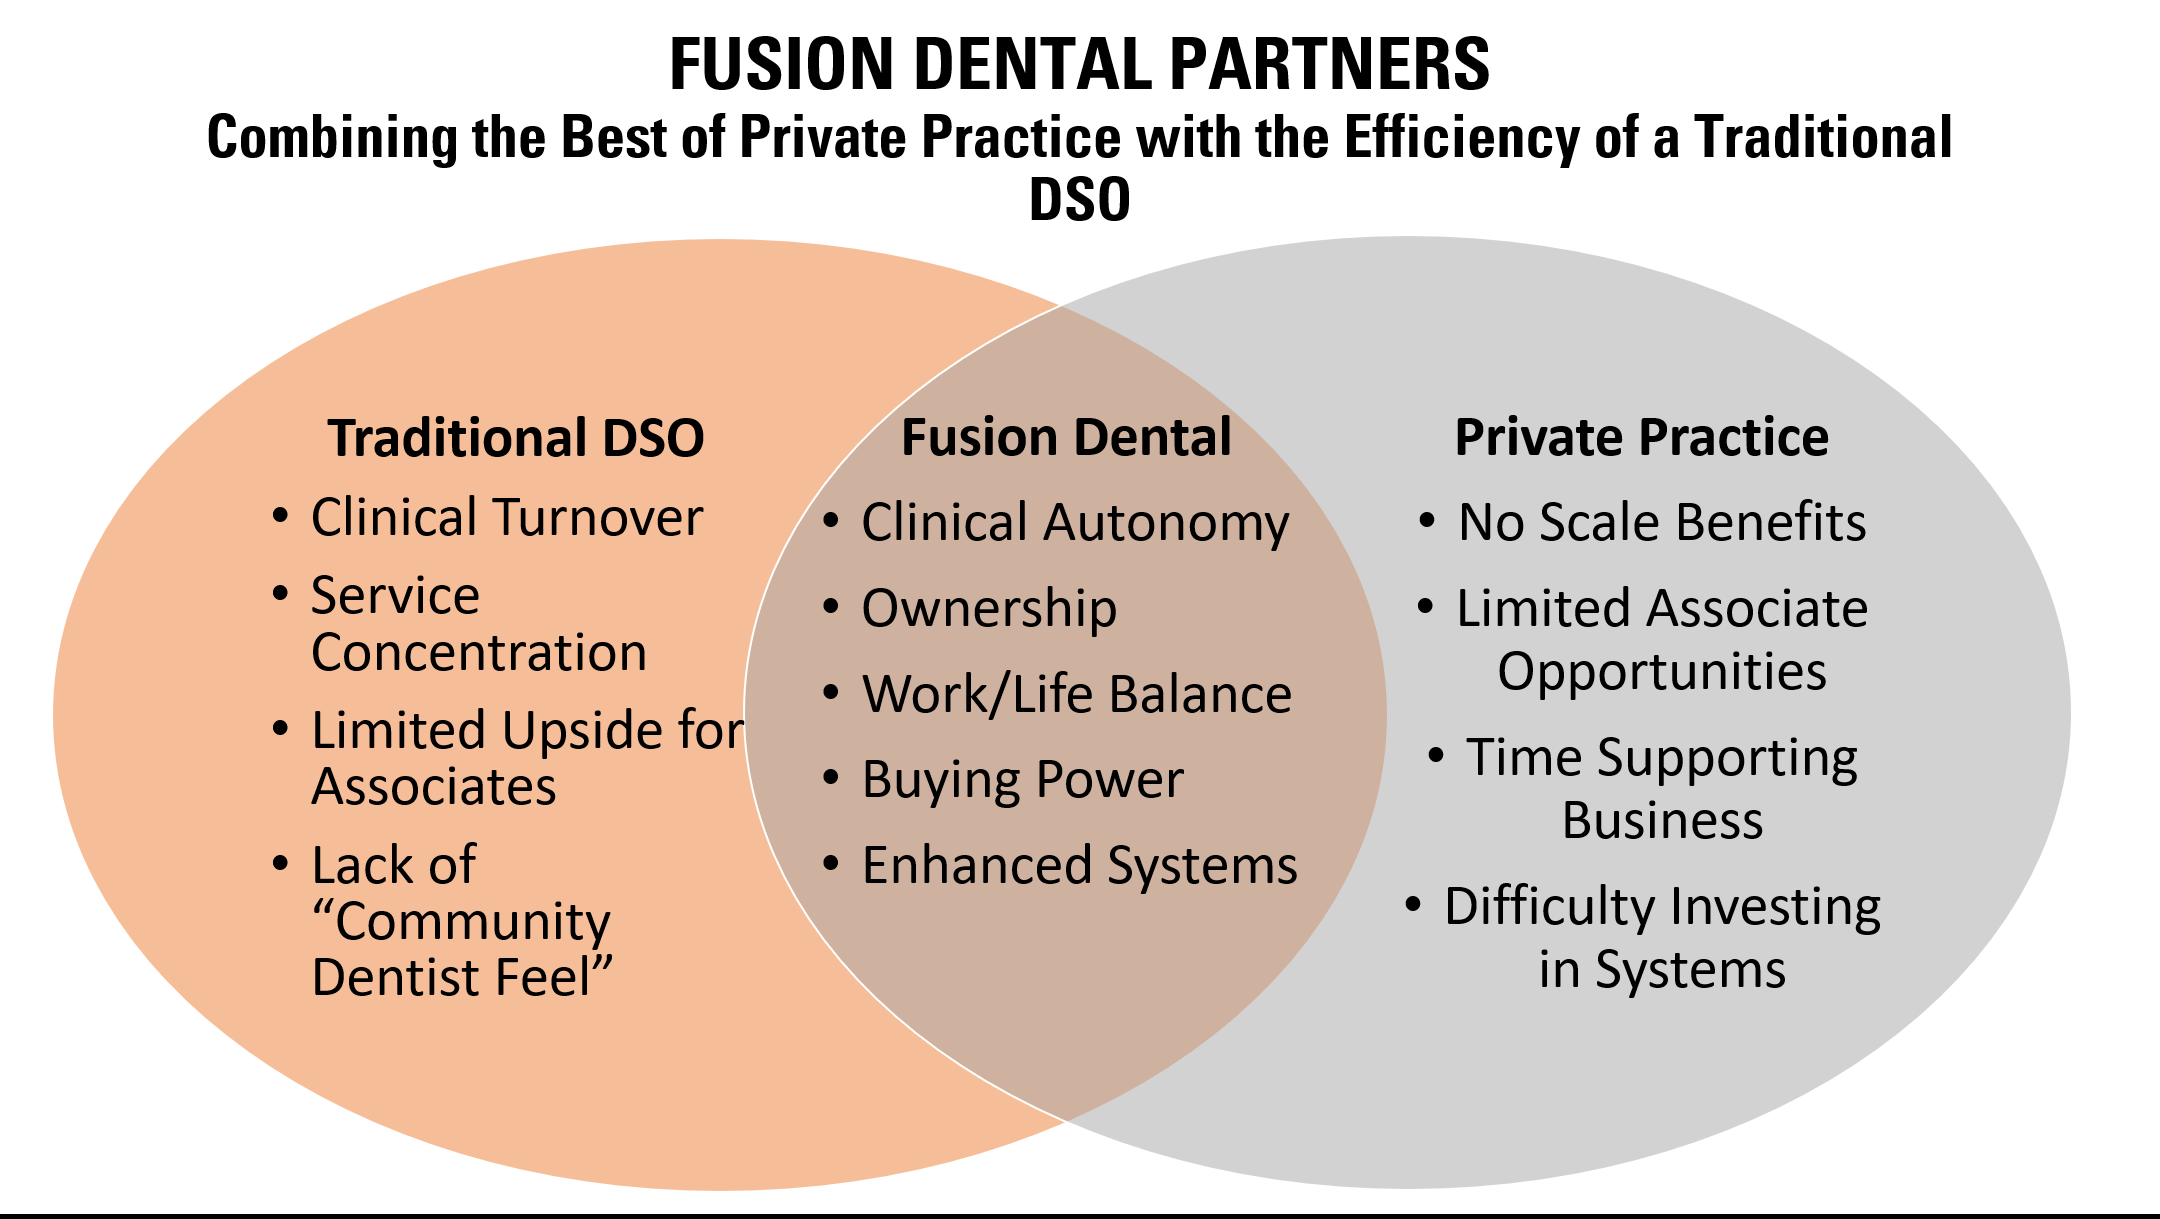 FUSION DENTAL PARTNERS
Combining the Best of Private Practice with the Efficiency of a Traditional
DSO
Traditional DSO
• Clinical Turnover
• Service
Concentration
• Limited Upside for
Associates
• Lack of
“Community
Dentist Feel”
Fusion Dental
• Clinical Autonomy
• Ownership
• Work/Life Balance
• Buying Power
• Enhanced Systems
Private Practice
• No Scale Benefits
• Limited Associate
Opportunities
• Time Supporting
Business
• Difficulty Investing
in Systems